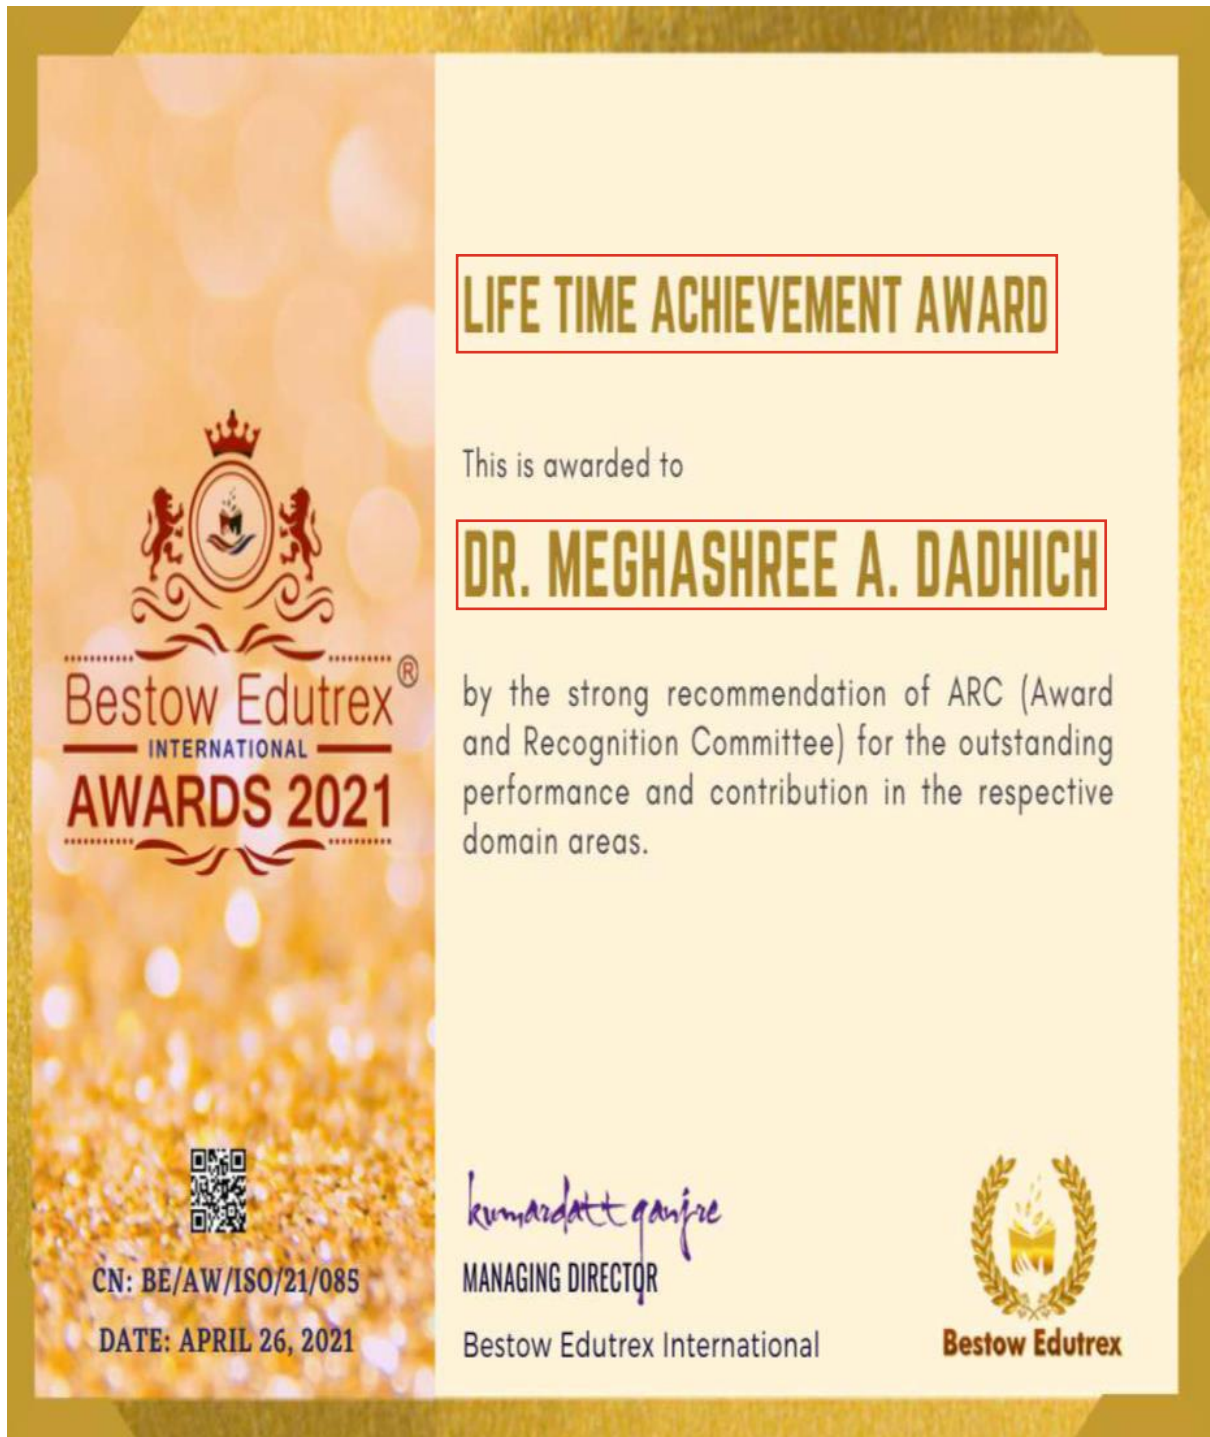 LIFE TIME ACHIEVEMENT AWARD
This is awarded to
DR. MEGHASHREE A. DADHICH
by the strong recommendation of ARC (Award
and Recognition Committee) for the outstanding
performance and contribution in the respective
domain areas.
Bestow Edutrex®
INTERNATIONAL
AWARDS 2021
CN: BE/AW/ISO/21/085
DATE: APRIL 26, 2021
kumardatt ganjre
MANAGING DIRECTOR
Bestow Edutrex International
Bestow Edutrex